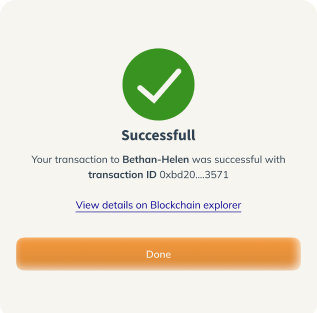 Successfull
Your transaction to Bethan-Helen was successful with
transaction ID 0xbd20....3571
View details on Blockchain explorer
Done